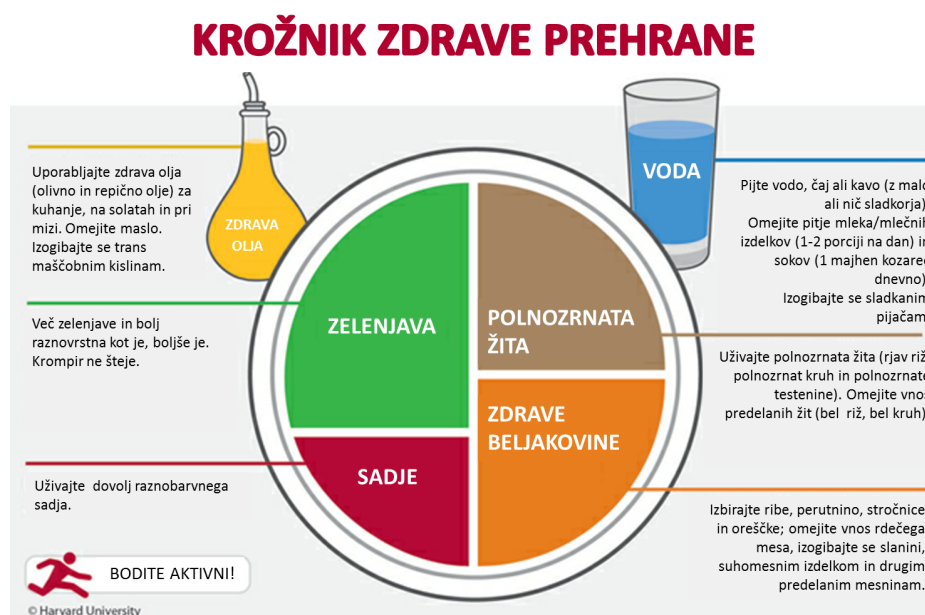 KROŽNIK ZDRAVE PREHRANE
Uporabljajte zdrava olja
(olivno in repično olje) za
kuhanje, na solatah in pri
mizi. Omejite maslo.
Izogibajte se trans
maščobnim kislinam.
ZDRAVA
OLJA
VODA
Pijte vodo, čaj ali kavo (z malo
ali nič sladkorja)
Omejite pitje mleka/mlečnih
izdelkov (1-2 porciji na dan) in
sokov (1 majhen kozarec
dnevno)
Izogibajte se sladkanim
pijačam
Več zelenjave in bolj
raznovrstna kot je, boljše je.
Krompir ne šteje.
ZELENJAVA
POLNOZRNATA
ŽITA
Uživajte polnozrnata žita (rjav riž
polnozrnat kruh in polnozrnate
testenine). Omejite vnos
predelanih žit (bel riž, bel kruh)
ZDRAVE
BELJAKOVINE
SADJE
Uživajte dovolj raznobarvnega
sadja.
Izbirajte ribe, perutnino, stročnice
in oreščke; omejite vnos rdečega
mesa, izogibajte se slanini,
suhomesnim izdelkom in drugim
predelanim mesninam.
BODITE AKTIVNI!
© Harvard University